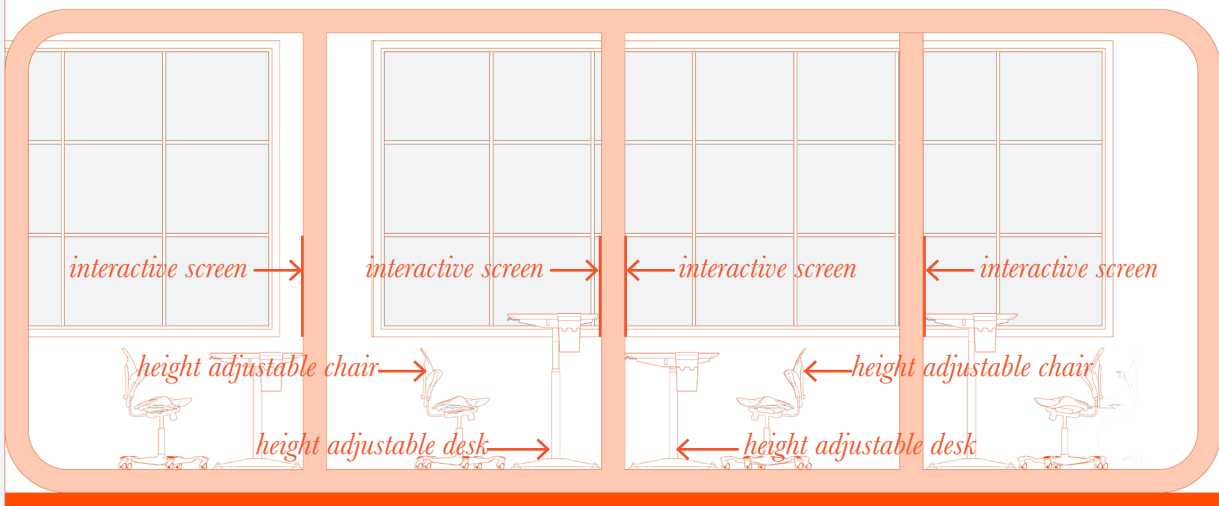 interactive screen
interactive screen
interactive screen
interactive screen
height adjustable chair
height adjustable chair
height adjustable desk
height adjustable desk